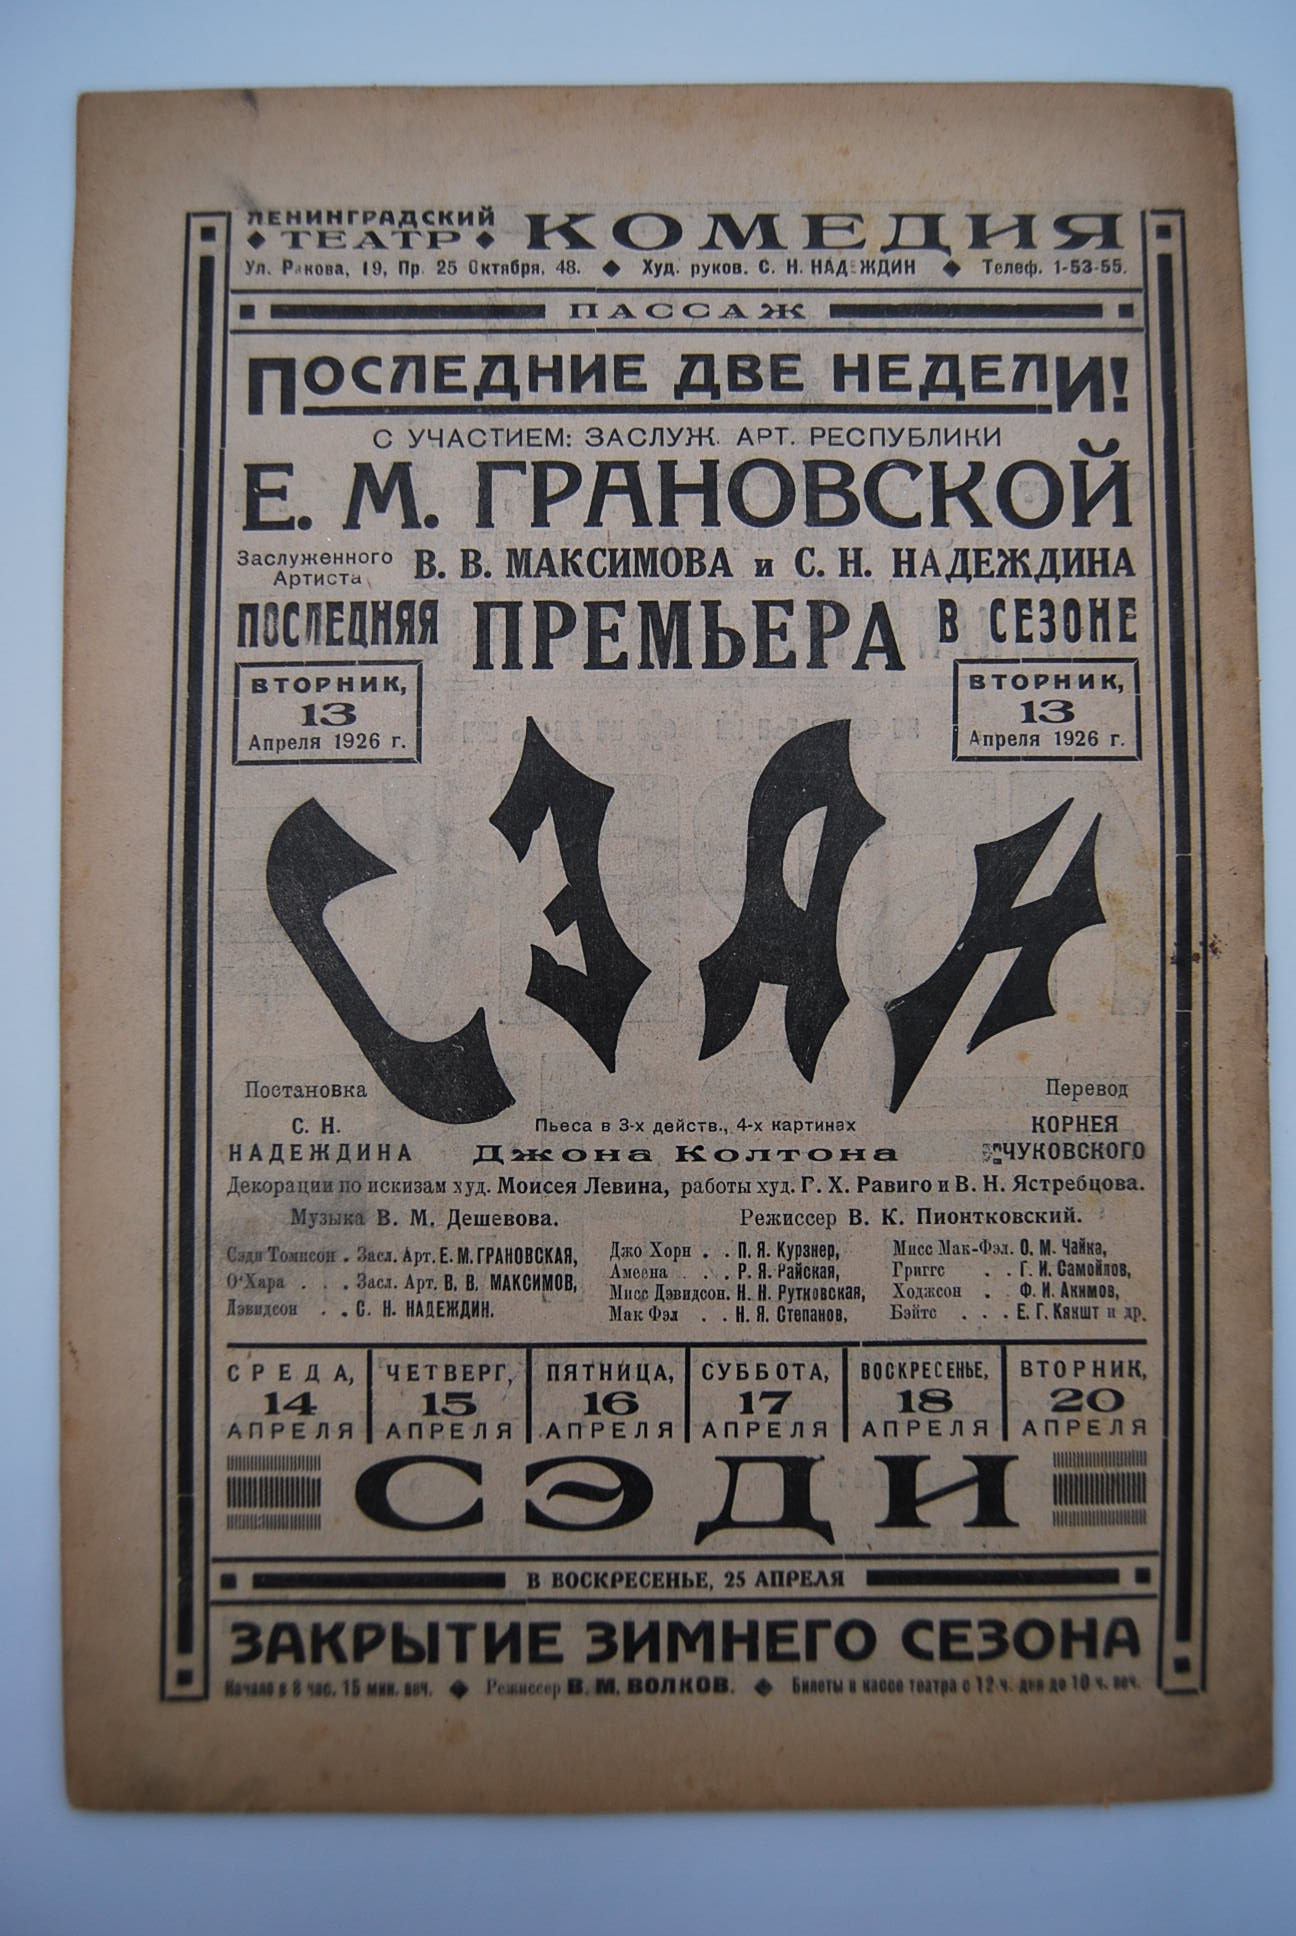 ЛЕНИНГРАДСКИЙ
ТЕАТР КОМЕДИЯ
Ул. Ракова, 19, Пр. 25 Октября, 48. Худ. руков. С. Н. НАДЕЖДИН Телеф. 1-53-55.
ПАССАЖ
ПОСЛЕДНИЕ ДВЕ НЕДЕЛИ!
С УЧАСТИЕМ: ЗАСЛУЖ. АРТ. РЕСПУБЛИКИ
Е. М. ГРАНОВСКОЙ
Заслуженного Артиста В. В. МАКСИМОВА и С. Н. НАДЕЖДИНА
ПОСЛЕДНЯЯ ПРЕМЬЕРА В СЕЗОНЕ
ВТОРНИК,
13
Апреля 1926 г.
ВТОРНИК,
13
Апреля 1926 г.
СЭДИ
Постановка
С. Н.
НАДЕЖДИНА
Пьеса в 3-х действ., 4-х картинах
Джона Колтона
Перевод
КОРНЕЯ
ЧУКОВСКОГО
Декорации по искизам худ. Моисея Левина, работы худ. Г. Х. Равиго и В. Н. Ястребцова.
Музыка В. М. Дешевова. Режиссер В. К. Пионтковский.
Сэди Томпсон . Засл. Арт. Е. М. ГРАНОВСКАЯ,
О'Хара . . . Засл. Арт. В. В. МАКСИМОВ,
Дэвидсон . . С. Н. НАДЕЖДИН.
Джо Хорн . . П. Я. Курзнер,
Амеена . . . Р. Я. Райская,
Мисс Дэвидсон. Н. Н. Рутковская,
Мак Фэл . . Н. Я. Степанов,
Мисс Мак-Фэл. О. М. Чайка,
Григгс . . Г. И. Самойлов,
Ходжсон . Ф. И. Акимов,
Бэйтс . . . Е. Г. Кякшт и др.
СРЕДА,
14
АПРЕЛЯ
ЧЕТВЕРГ,
15
АПРЕЛЯ
ПЯТНИЦА,
16
АПРЕЛЯ
СУББОТА,
17
АПРЕЛЯ
ВОСКРЕСЕНЬЕ,
18
АПРЕЛЯ
ВТОРНИК,
20
АПРЕЛЯ
СЭДИ
В ВОСКРЕСЕНЬЕ, 25 АПРЕЛЯ
ЗАКРЫТИЕ ЗИМНЕГО СЕЗОНА
Начало в 8 час. 15 мин. веч. Режиссер В. М. ВОЛКОВ. Билеты в кассе театра с 12 ч. дня до 10 ч. веч.